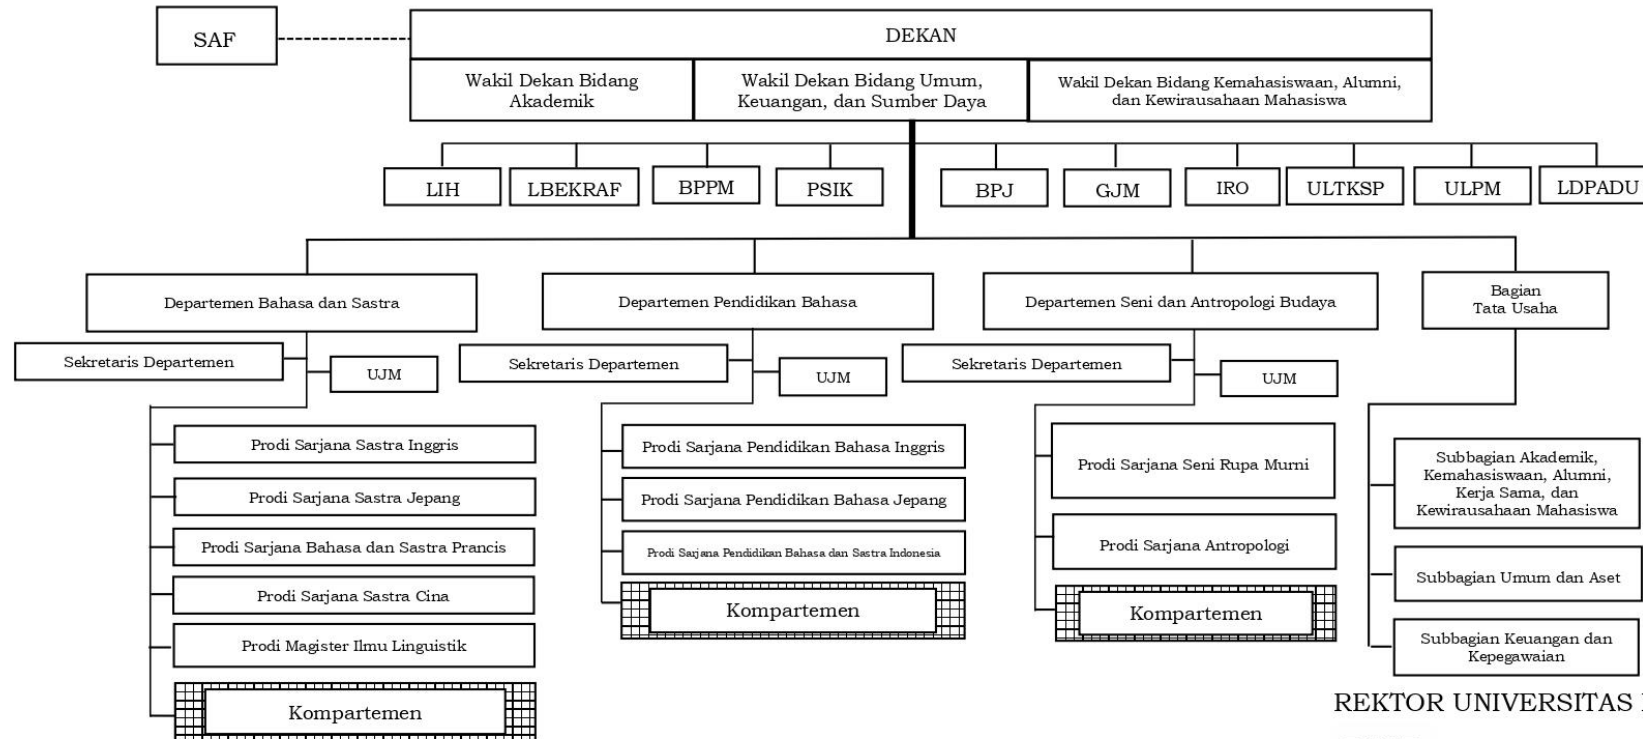 SAF
DEKAN
Wakil Dekan Bidang
Akademik
Wakil Dekan Bidang Umum,
Keuangan, dan Sumber Daya
Wakil Dekan Bidang Kemahasiswaan, Alumni,
dan Kewirausahaan Mahasiswa
LIH
LBEKRAF
BPPM
PSIK
BPJ
GJM
IRO
ULTKSP
ULPM
LDPADU
Departemen Bahasa dan Sastra
Departemen Pendidikan Bahasa
Departemen Seni dan Antropologi Budaya
Bagian
Tata Usaha
Sekretaris Departemen
UJM
Sekretaris Departemen
UJM
Sekretaris Departemen
UJM
Prodi Sarjana Sastra Inggris
Prodi Sarjana Sastra Jepang
Prodi Sarjana Bahasa dan Sastra Prancis
Prodi Sarjana Sastra Cina
Prodi Magister Ilmu Linguistik
Kompartemen
Prodi Sarjana Pendidikan Bahasa Inggris
Prodi Sarjana Pendidikan Bahasa Jepang
Prodi Sarjana Pendidikan Bahasa dan Sastra Indonesia
Kompartemen
Prodi Sarjana Seni Rupa Murni
Prodi Sarjana Antropologi
Kompartemen
Subbagian Akademik,
Kemahasiswaan, Alumni,
Kerja Sama, dan
Kewirausahaan Mahasiswa
Subbagian Umum dan Aset
Subbagian Keuangan dan
Kepegawaian
REKTOR UNIVERSITAS